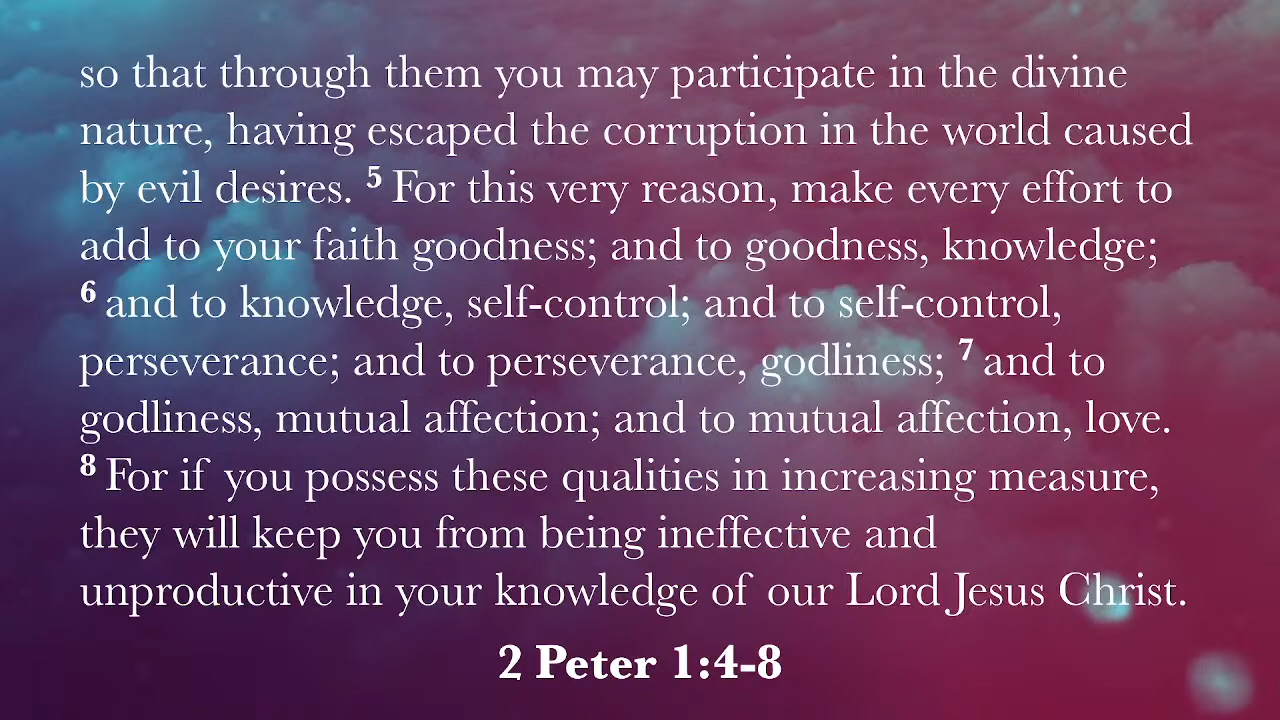 so that through them you may participate in the divine
nature, having escaped the corruption in the world caused
by evil desires. 5 For this very reason, make every effort to
add to your faith goodness; and to goodness, knowledge;
6 and to knowledge, self-control; and to self-control,
perseverance; and to perseverance, godliness; 7 and to
godliness, mutual affection; and to mutual affection, love.
8 For if you possess these qualities in increasing measure,
they will keep you from being ineffective and
unproductive in your knowledge of our Lord Jesus Christ.
2 Peter 1:4-8